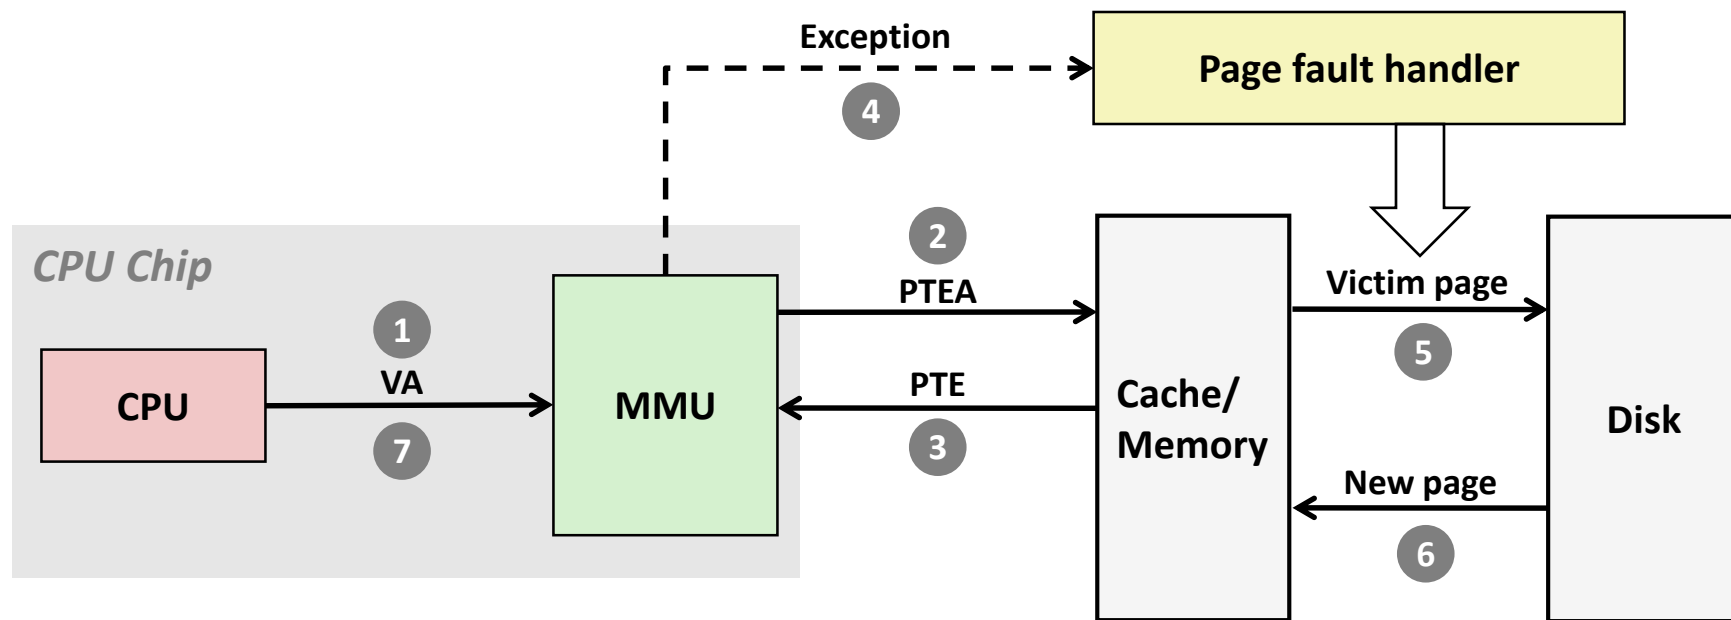 Exception
4
Page fault handler
CPU Chip
2
PTEA
Victim page
5
1
VA
7
CPU
MMU
PTE
3
Cache/
Memory
Disk
New page
6